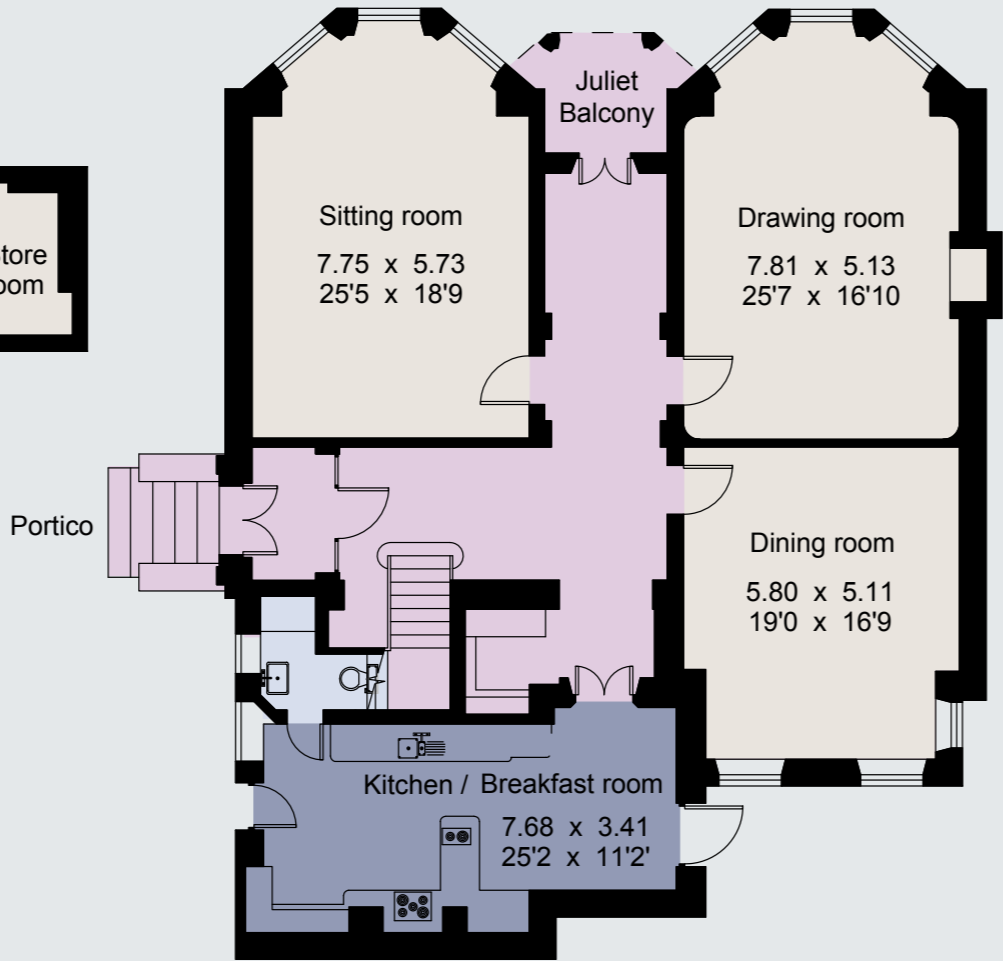 Juliet
Balcony
Sitting room
7.75 x 5.73
25'5 x 18'9
Drawing room
7.81 x 5.13
25'7 x 16'10
tore
oom
Portico
Dining room
5.80 x 5.11
19'0 x 16'9
Kitchen / Breakfast room
7.68 x 3.41
25'2 x 11'2'